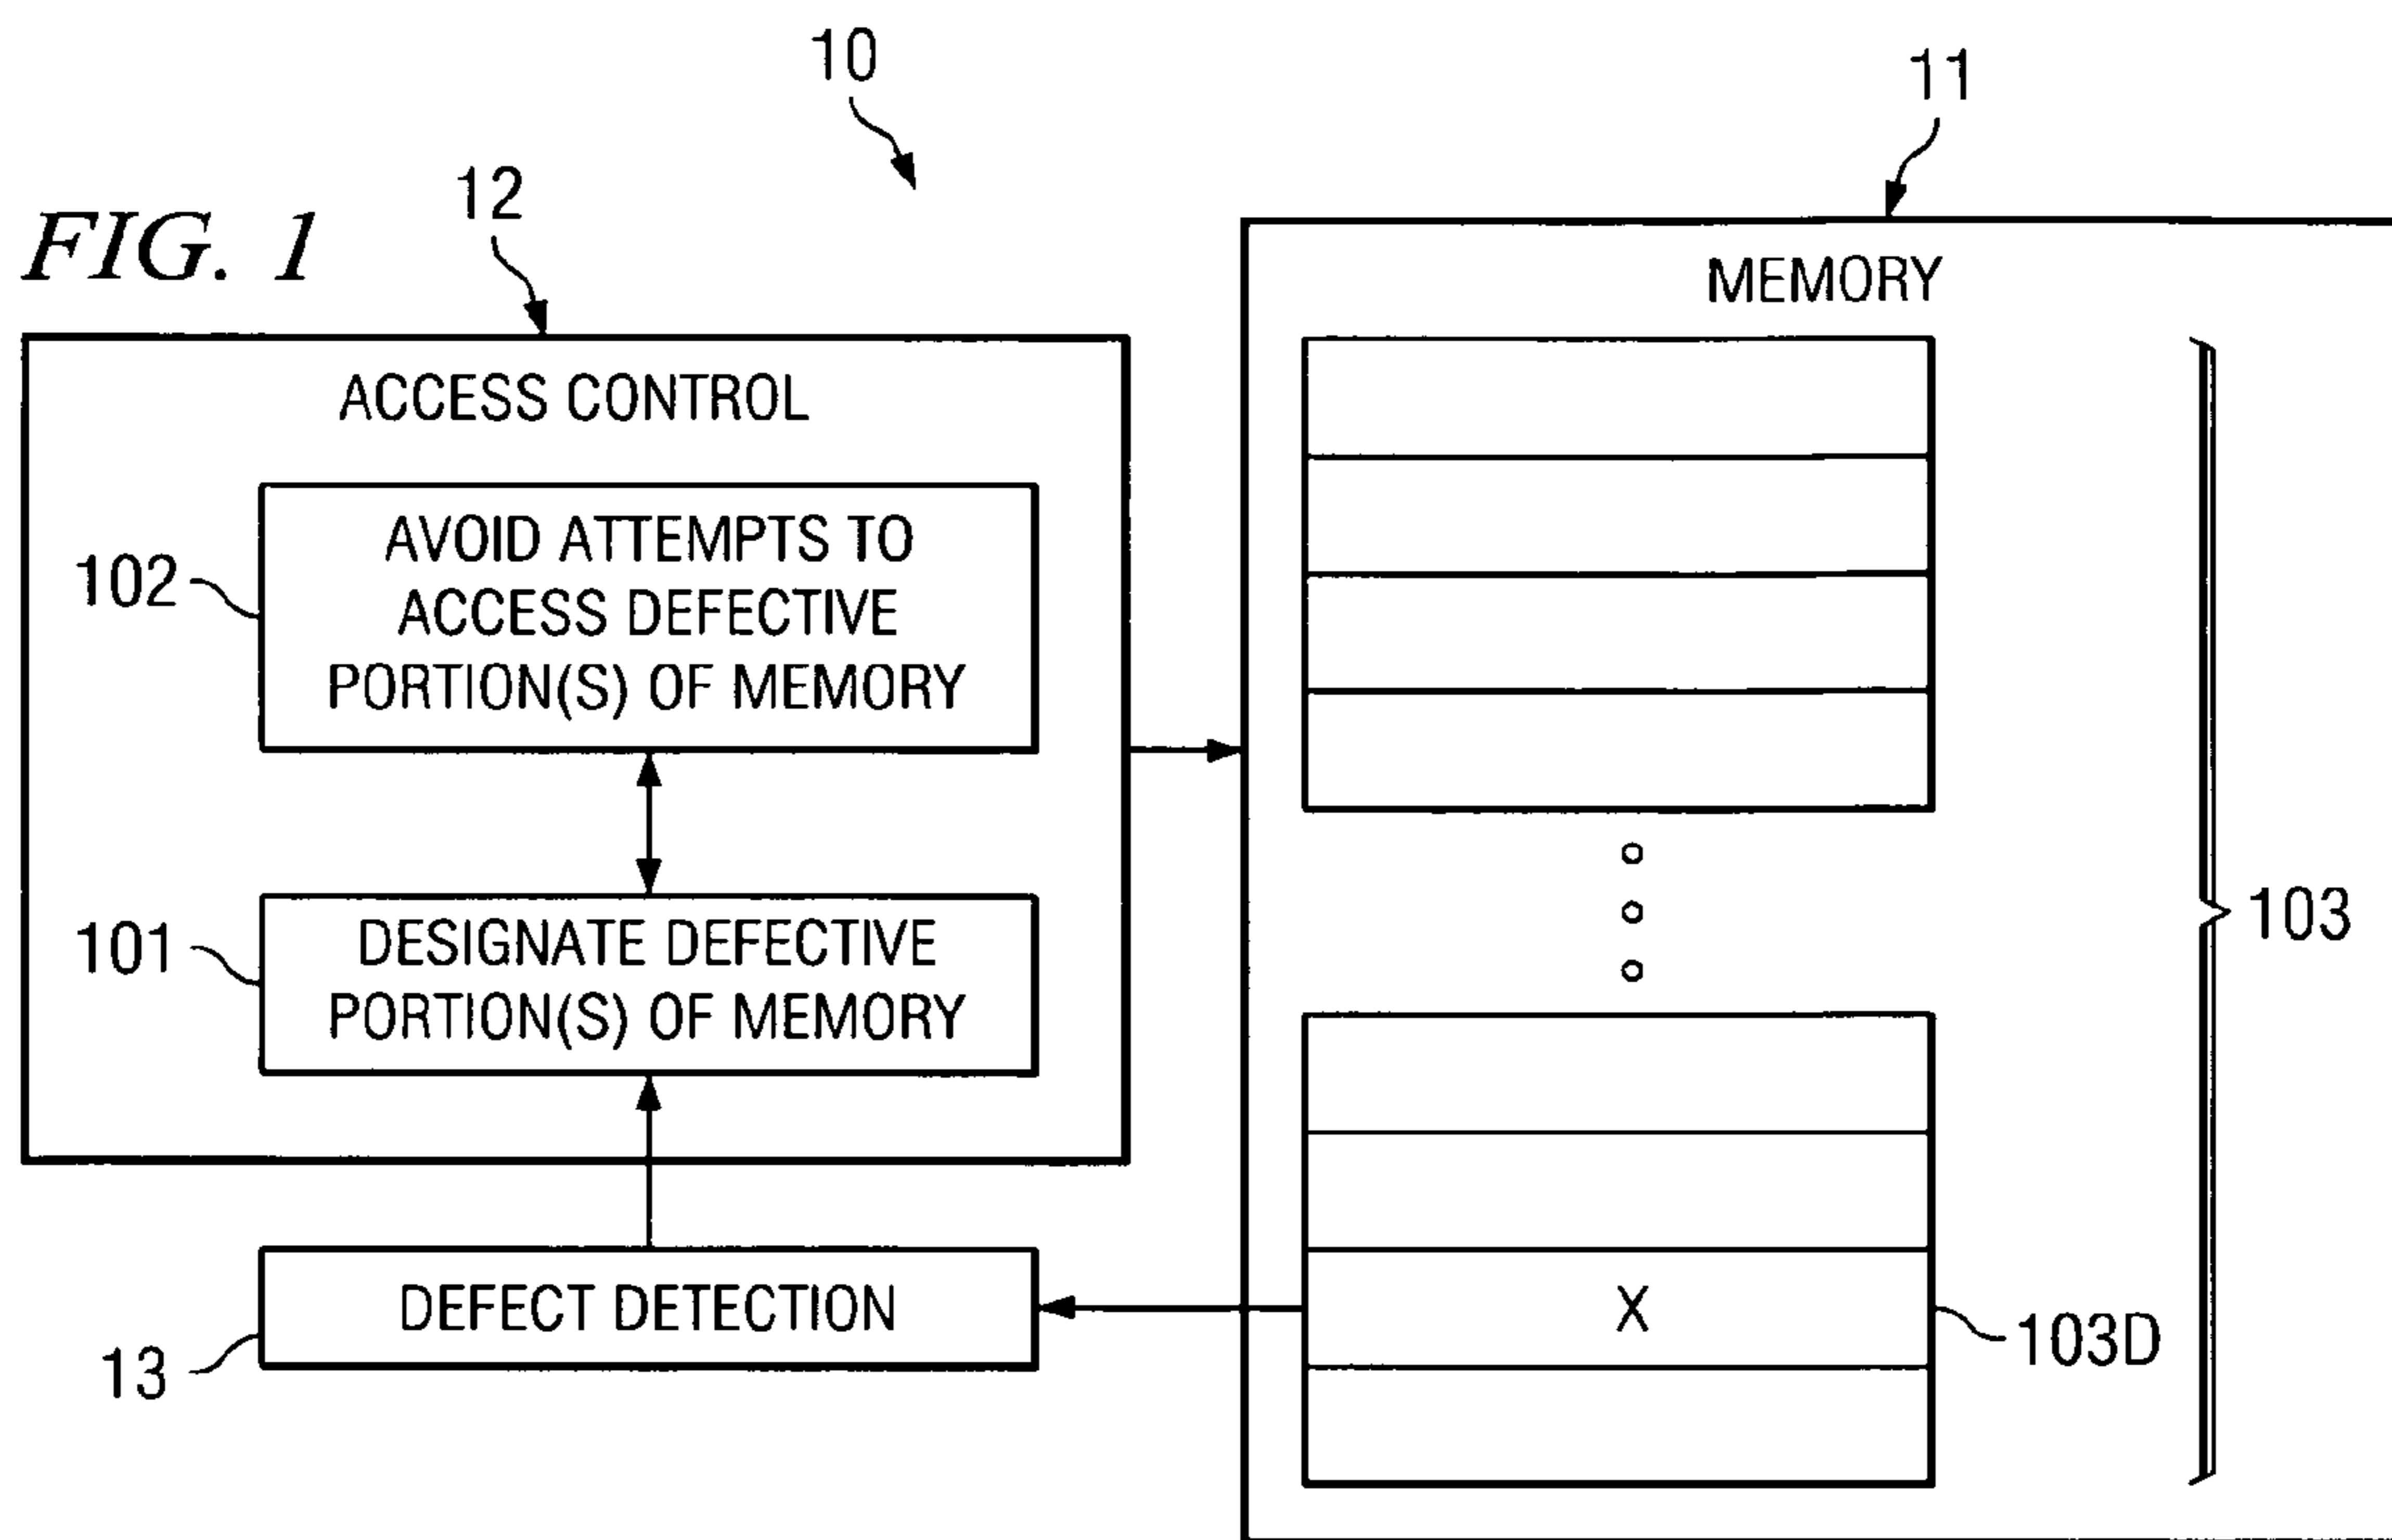 10
11
12
FIG. 1
MEMORY
ACCESS CONTROL
102
AVOID ATTEMPTS TO
ACCESS DEFECTIVE
PORTION(S) OF MEMORY
101
DESIGNATE DEFECTIVE
PORTION(S) OF MEMORY
103
DEFECT DETECTION
13
X
103D